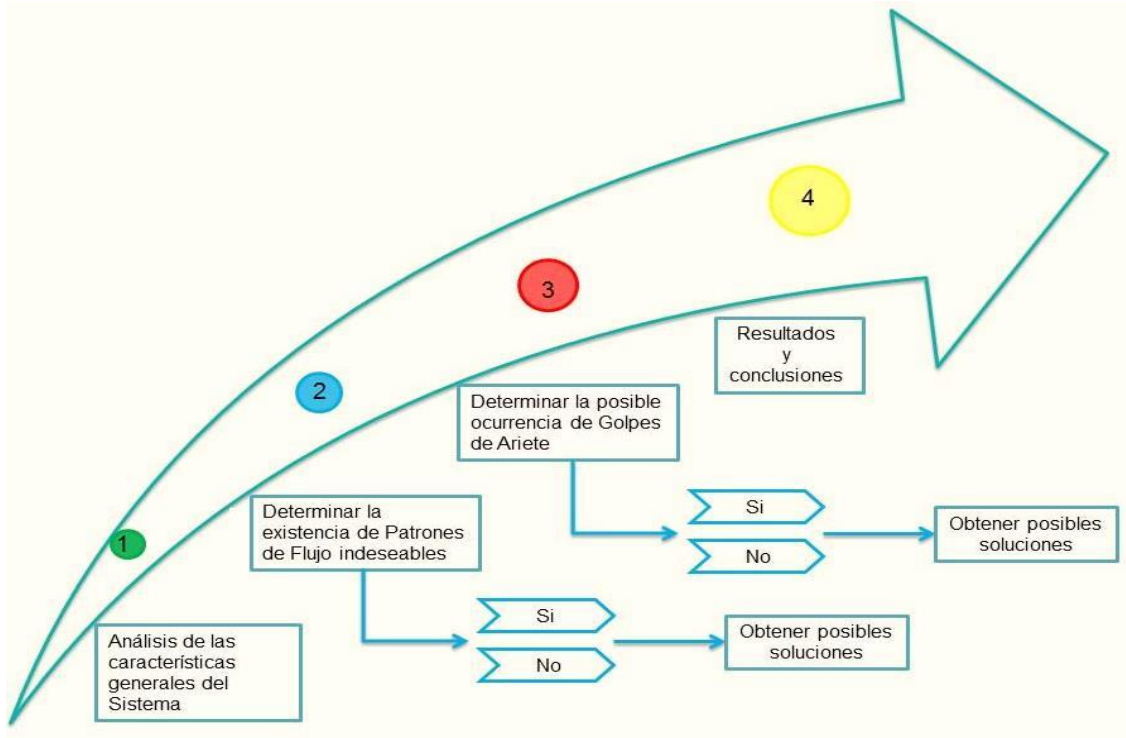 1
Análisis de las
características
generales del
Sistema
2
Determinar la
existencia de Patrones
de Flujo indeseables
Si
No
Obtener posibles
soluciones
3
Determinar la posible
ocurrencia de Golpes
de Ariete
Si
No
Obtener posibles
soluciones
4
Resultados
y
conclusiones